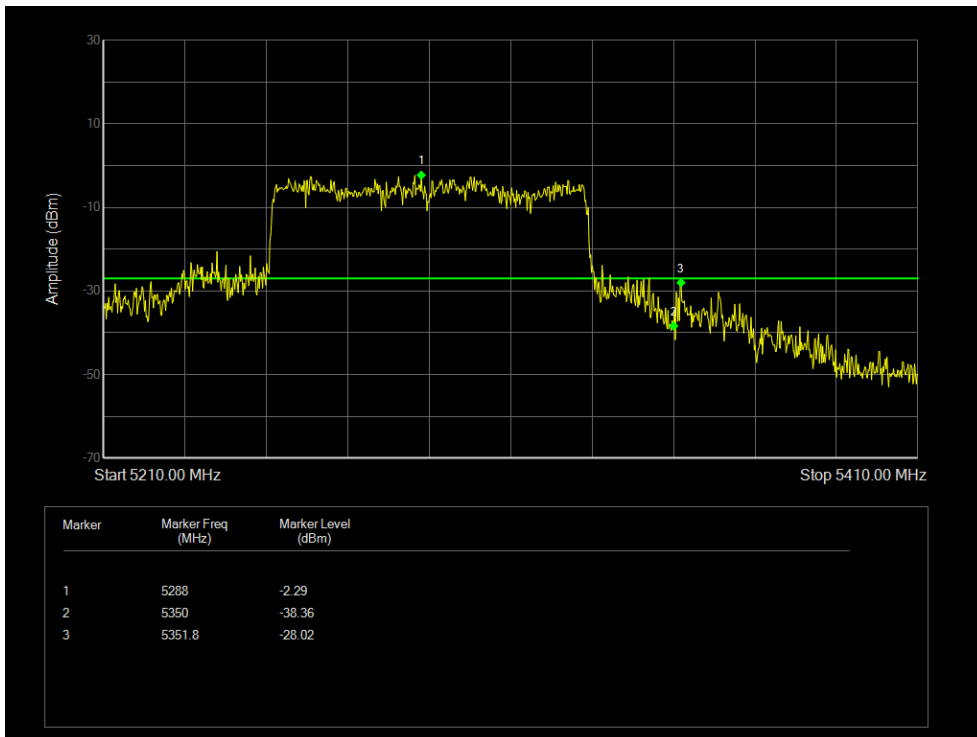 30
10
-10
-30
-50
-70
Amplitude (dBm)
1
2
3
Start 5210.00 MHz
Stop 5410.00 MHz
Marker Marker Freq (MHz) Marker Level (dBm)
1 5288 -2.29
2 5350 -38.36
3 5351.8 -28.02